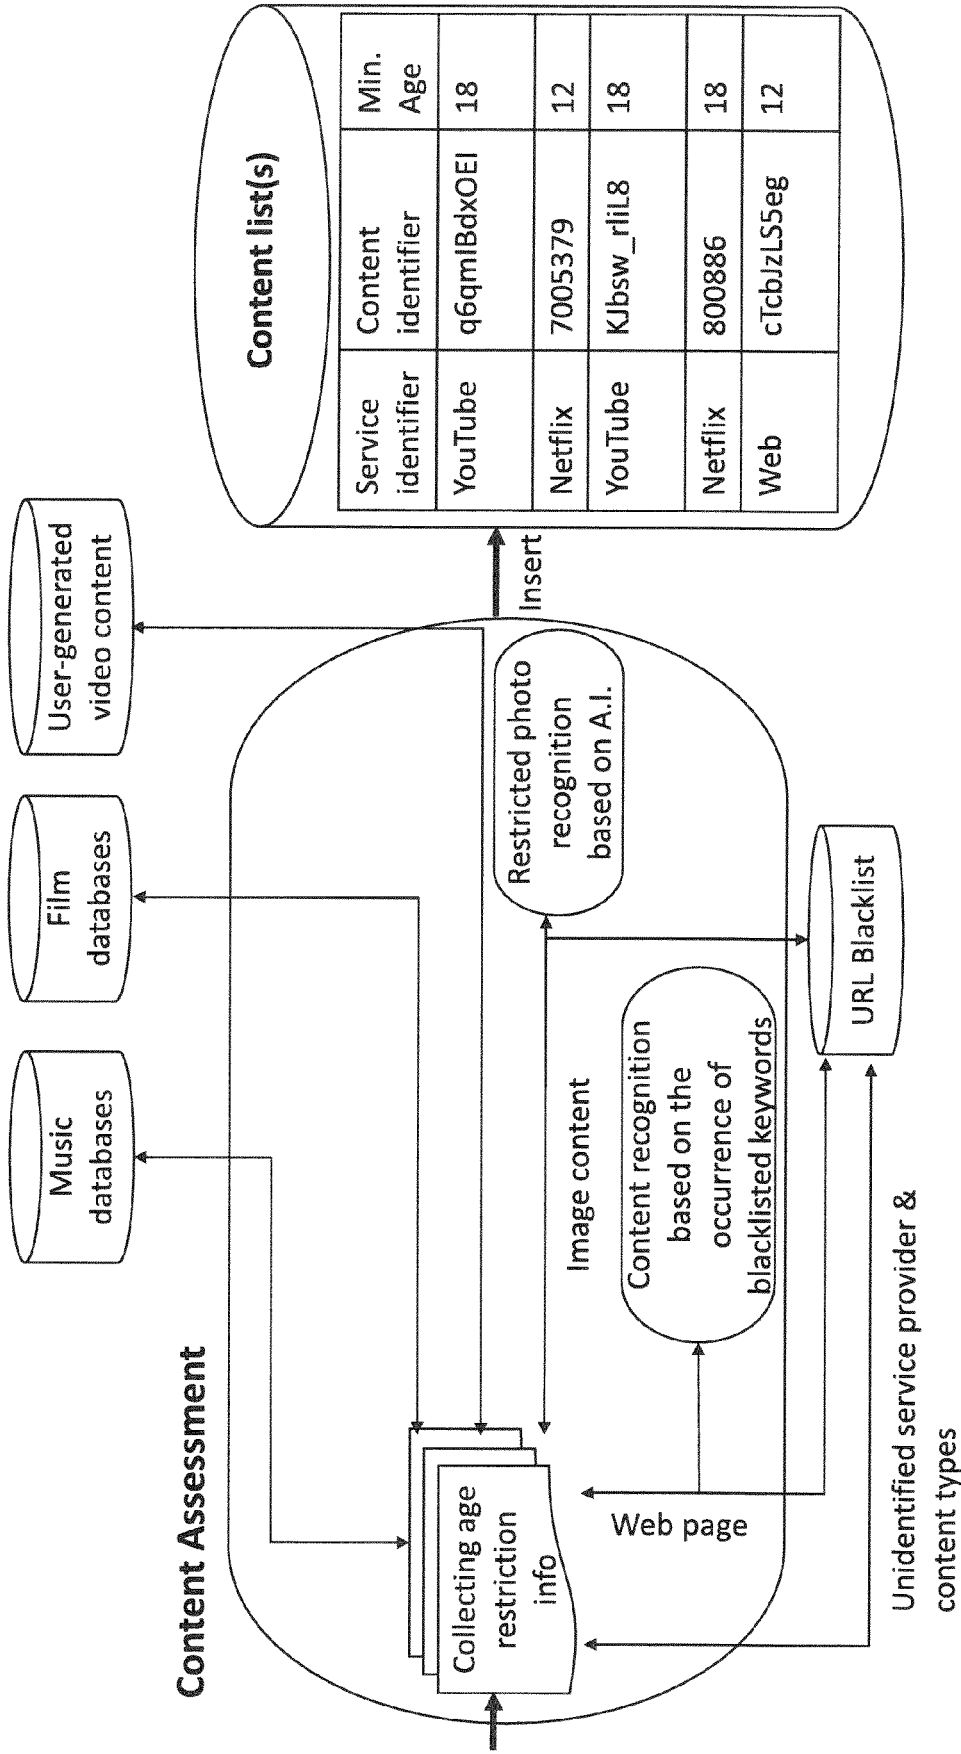 Content Assessment
Music
databases
Film
databases
User-generated
video content
Collecting age
restriction
info
Image content
Restricted photo
recognition
based on A.I.
Web page
Content recognition
based on the
occurrence of
blacklisted keywords
URL Blacklist
Unidentified service provider &
content types
Insert
Content list(s)
Service identifier Content identifier Min. Age
YouTube q6qmIBdxOEI 18
Netflix 7005379 12
YouTube KJbsw_rIiL8 18
Netflix 800886 18
Web cTcbJzLS5eg 12